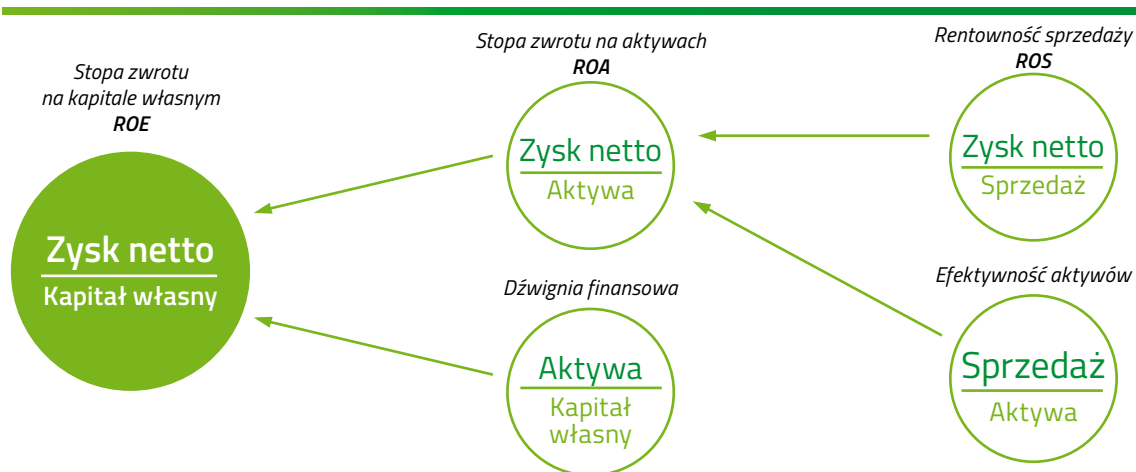 Stopa zwrotu
na kapitale własnym
ROE
Zysk netto
Kapitał własny
Stopa zwrotu na aktywach
ROA
Zysk netto
Aktywa
Dźwignia finansowa
Aktywa
Kapitał
własny
Rentowność sprzedaży
ROS
Zysk netto
Sprzedaż
Efektywność aktywów
Sprzedaż
Aktywa